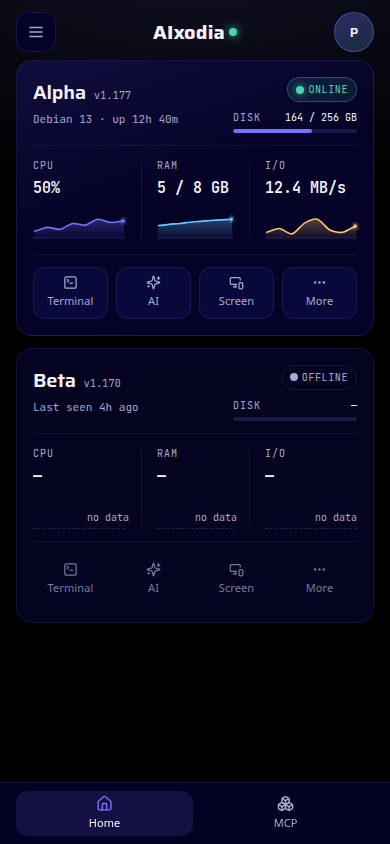 AIxodia
P
Alpha v1.177
ONLINE
Debian 13 · up 12h 40m
DISK 164 / 256 GB
CPU RAM I/O
50% 5 / 8 GB 12.4 MB/s
Terminal AI Screen More
Beta v1.170
OFFLINE
Last seen 4h ago
DISK —
CPU RAM I/O
— — —
no data no data no data
Terminal AI Screen More
Home MCP